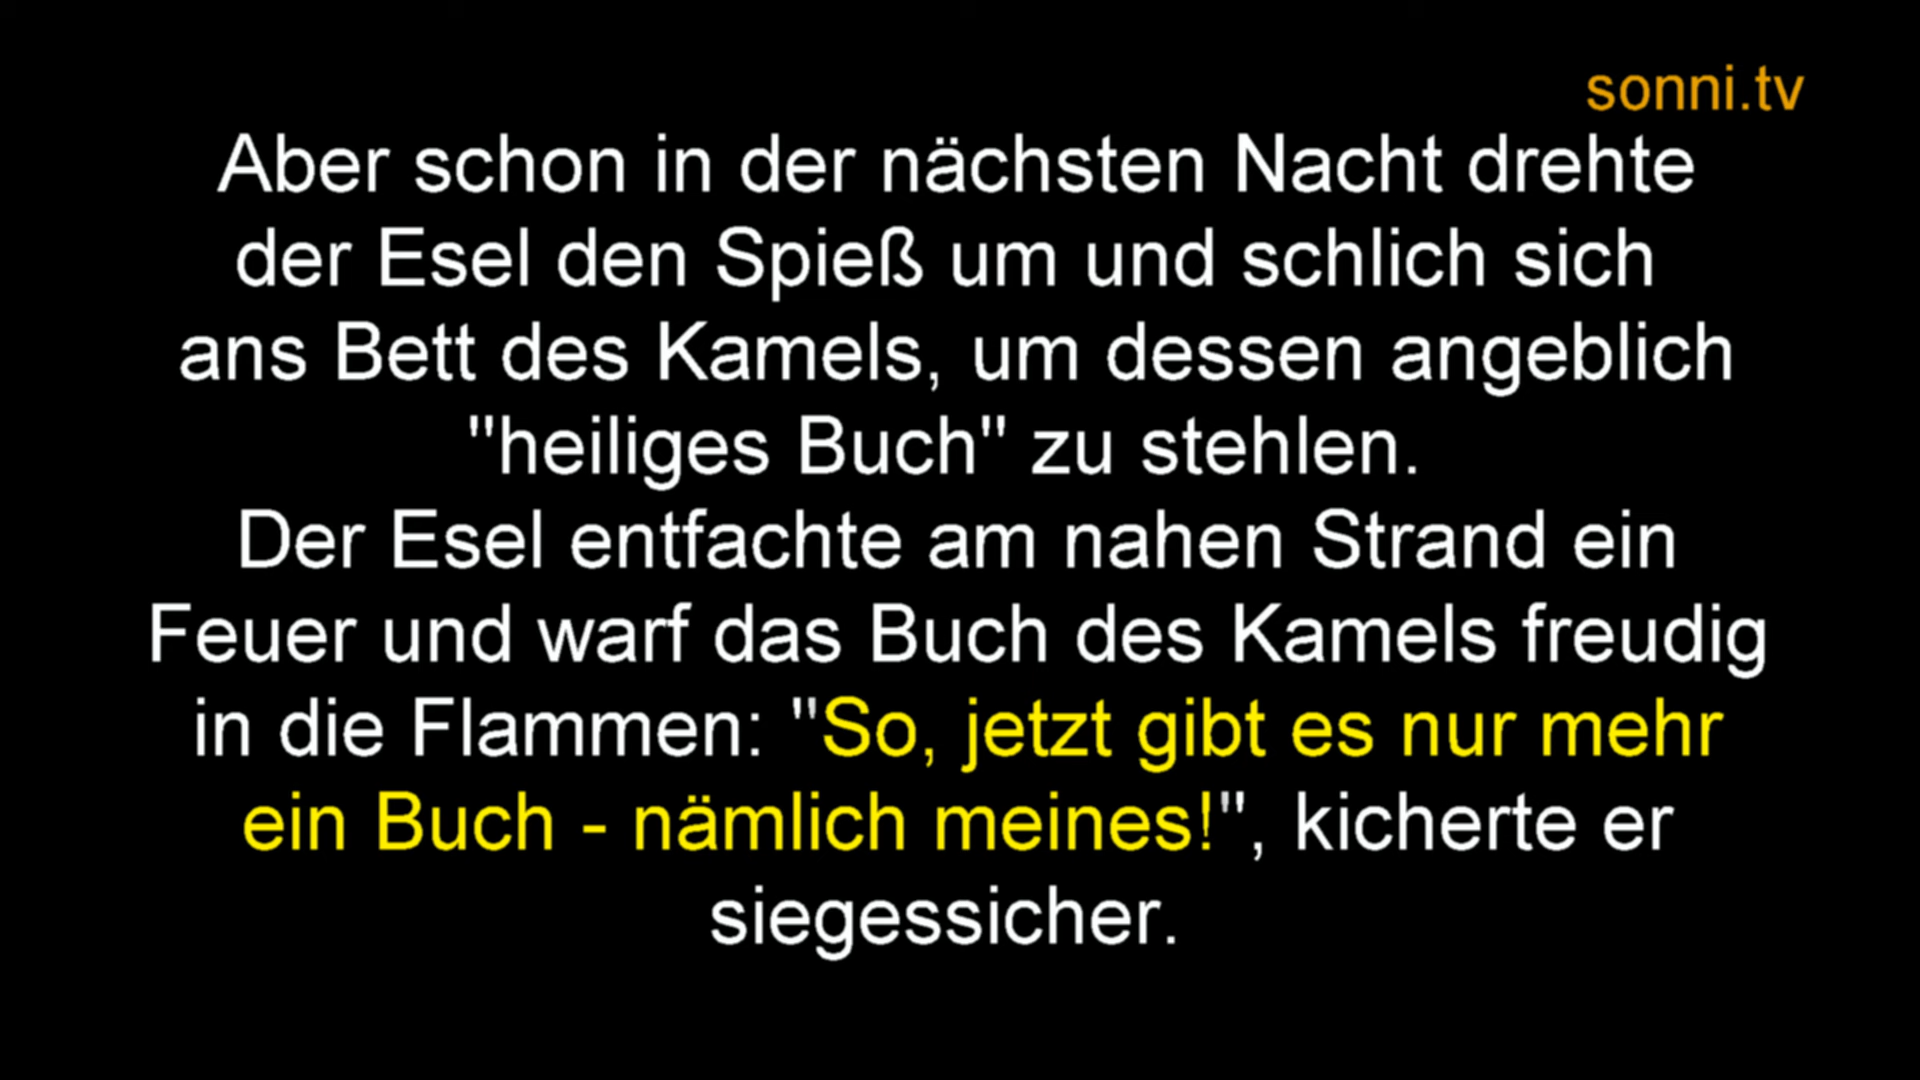 sonni.tv
Aber schon in der nächsten Nacht drehte
der Esel den Spieß um und schlich sich
ans Bett des Kamels, um dessen angeblich
"heiliges Buch" zu stehlen.
Der Esel entfachte am nahen Strand ein
Feuer und warf das Buch des Kamels freudig
in die Flammen: "So, jetzt gibt es nur mehr
ein Buch - nämlich meines!", kicherte er
siegessicher.